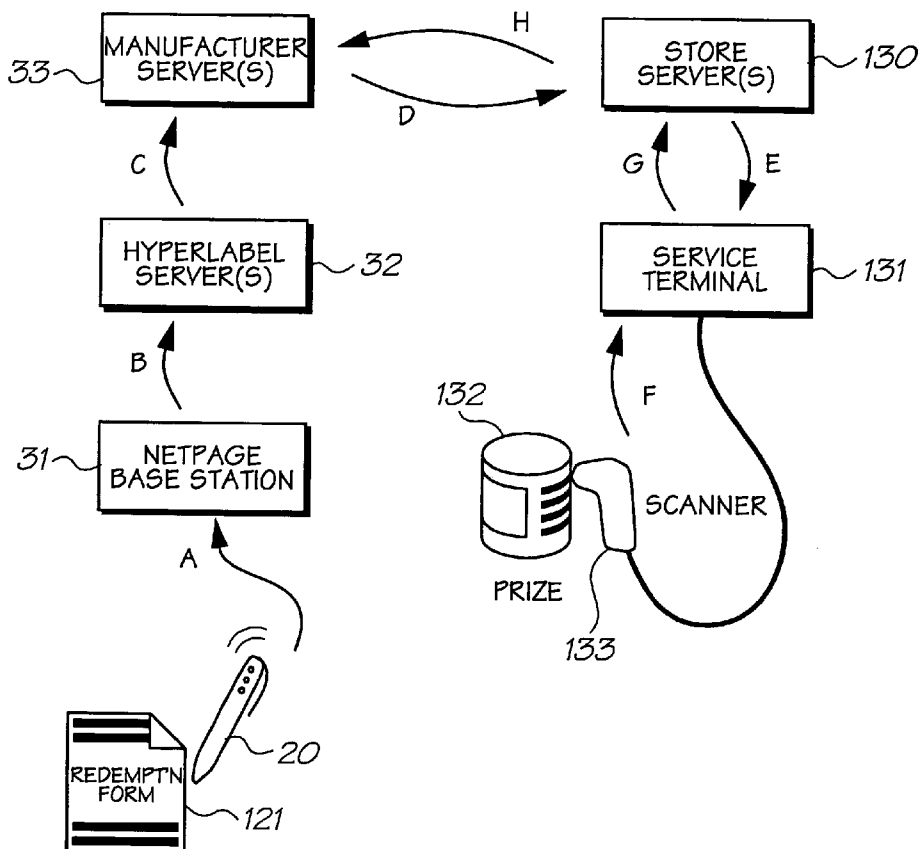 MANUFACTURER
SERVER(S)
33
H
D
STORE
SERVER(S)
130
C
G
E
HYPERLABEL
SERVER(S)
32
SERVICE
TERMINAL
131
B
F
132
31
NETPAGE
BASE STATION
SCANNER
A
PRIZE
133
20
REDEMPT'N
FORM
121